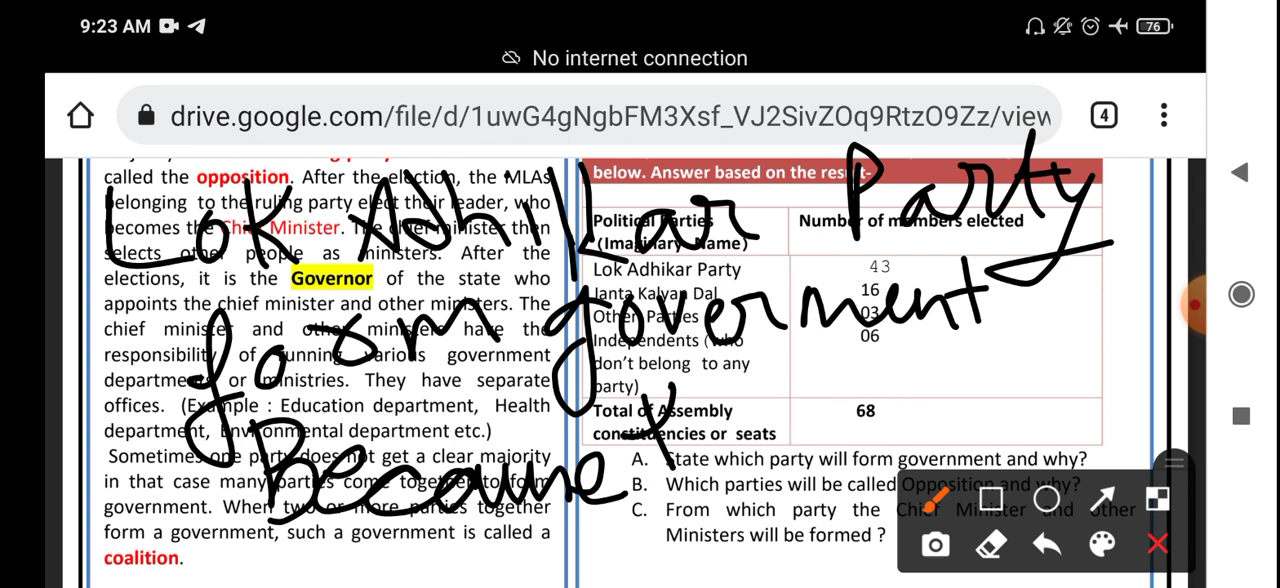 9:23 AM
76
No internet connection
drive.google.com/file/d/1uwG4gNgbFM3Xsf_VJ2SivZOq9RtzO9Zz/view
4
called the opposition. After the election, the MLAs
belonging to the ruling party elect their leader, who
becomes the Chief Minister. The chief minister then
selects other people as ministers. After the
elections, it is the Governor of the state who
appoints the chief minister and other ministers. The
chief minister and other ministers have the
responsibility of running various government
departments or ministries. They have separate
offices. (Example : Education department, Health
department, Environmental department etc.)
Sometimes one party does not get a clear majority
in that case many parties come together to form
government. When two or more parties together
form a government, such a government is called a
coalition.
below. Answer based on the result-
Political Parties
(Imaginary Name)
Number of members elected
Lok Adhikar Party 43
Janta Kalyan Dal 16
Other Parties 03
Independents (who 06
don't belong to any
party)
Total of Assembly 68
constituencies or seats
A. State which party will form government and why?
B. Which parties will be called Opposition and why?
C. From which party the Chief Minister and other
Ministers will be formed ?
Lok Adhikar Party
form goverment
Because